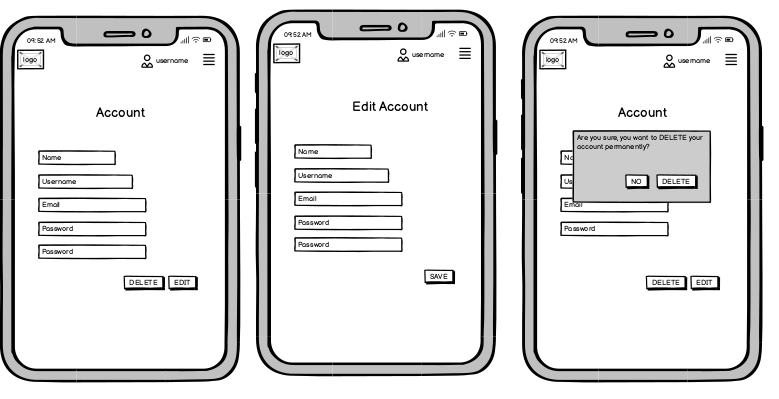 09:52 AM
logo
username
Account
Name
Username
Email
Password
Password
DELETE EDIT
09:52 AM
logo
username
Edit Account
Name
Username
Email
Password
Password
SAVE
09:52 AM
logo
username
Account
Are you sure, you want to DELETE your
account permanently?
NO DELETE
Email
Password
DELETE EDIT